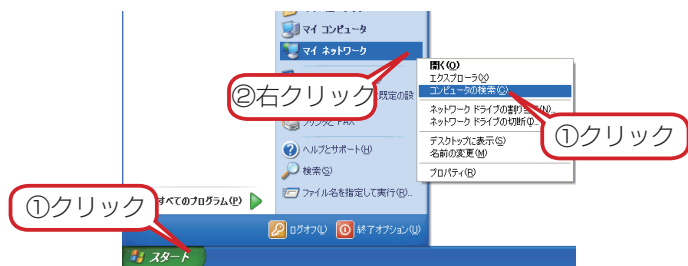 マイ コンピュータ
マイ ネットワーク
開く(O)
エクスプローラ(X)
コンピュータの検索(C)
②右クリック
既定の設
ネットワーク ドライブの割り当て(N)...
ネットワーク ドライブの切断(D)...
プリンタと FAX
①クリック
デスクトップに表示(S)
名前の変更(M)
ヘルプとサポート(H)
プロパティ(R)
検索(S)
すべてのプログラム(P)
ファイル名を指定して実行(R)...
①クリック
ログオフ(L)
終了オプション(U)
スタート